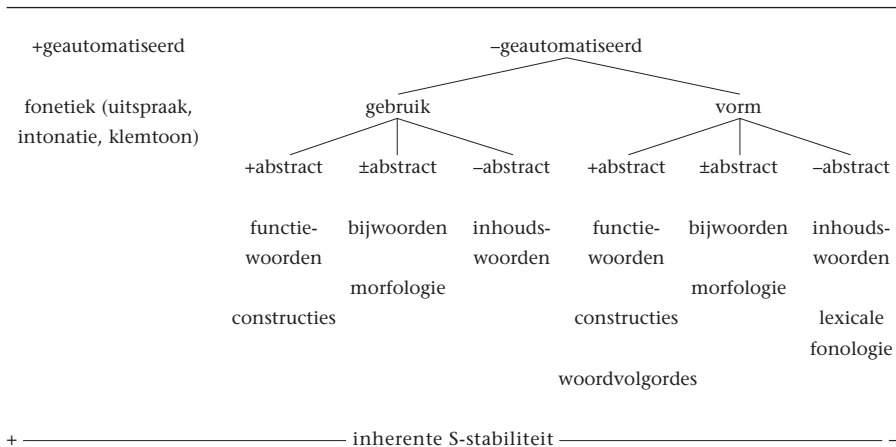 +geautomatiseerd –geautomatiseerd
fonetiek (uitspraak, gebruik vorm
intonatie, klemtoon)
+abstract ±abstract –abstract +abstract ±abstract –abstract
functie- bijwoorden inhouds- functie- bijwoorden inhouds-
woorden woorden woorden woorden
morfologie morfologie
constructies constructies lexicale
fonologie
woordvolgordes
+ inherente S-stabiliteit –